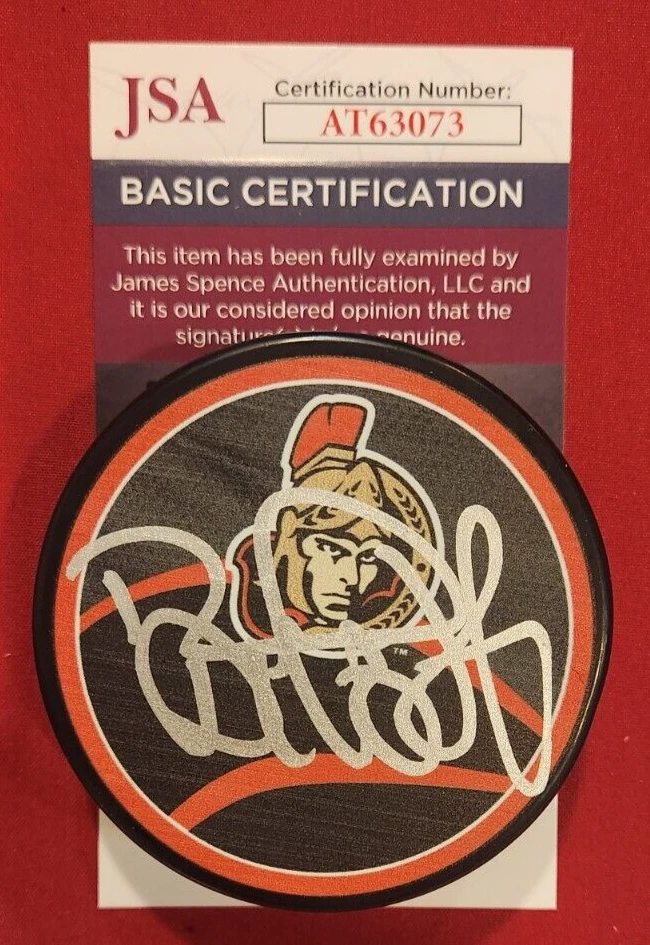 JSA
Certification Number:
AT63073
BASIC CERTIFICATION
This item has been fully examined by
James Spence Authentication, LLC and
it is our considered opinion that the
genuine.
TM